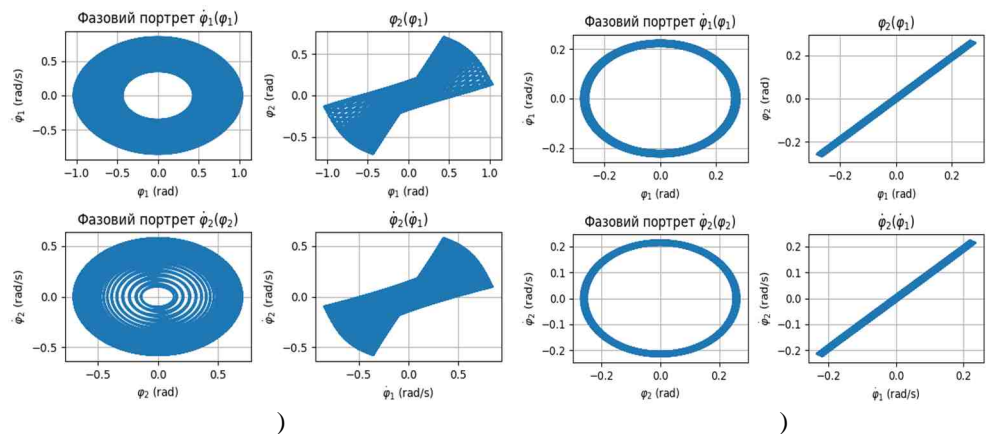 Фазовий портрет φ̇₁(φ₁)
φ₂(φ₁)
Фазовий портрет φ̇₁(φ₁)
φ₂(φ₁)
φ̇₁ (rad/s)
0.5
0.0
−0.5
−1.0 −0.5 0.0 0.5 1.0
φ₁ (rad)
φ₂ (rad)
0.5
0.0
−0.5
−1.0 −0.5 0.0 0.5 1.0
φ₁ (rad)
φ̇₁ (rad/s)
0.2
0.0
−0.2
−0.2 0.0 0.2
φ₁ (rad)
φ₂ (rad)
0.2
0.0
−0.2
−0.2 0.0 0.2
φ₁ (rad)
Фазовий портрет φ̇₂(φ₂)
φ̇₂(φ̇₁)
Фазовий портрет φ̇₂(φ₂)
φ̇₂(φ̇₁)
φ̇₂ (rad/s)
0.5
0.0
−0.5
−0.5 0.0 0.5
φ₂ (rad)
φ̇₂ (rad/s)
0.5
0.0
−0.5
−0.5 0.0 0.5
φ̇₁ (rad/s)
φ̇₂ (rad/s)
0.2
0.1
0.0
−0.1
−0.2
−0.2 0.0 0.2
φ₂ (rad)
φ̇₂ (rad/s)
0.2
0.1
0.0
−0.1
−0.2
−0.2 0.0 0.2
φ̇₁ (rad/s)
)
)